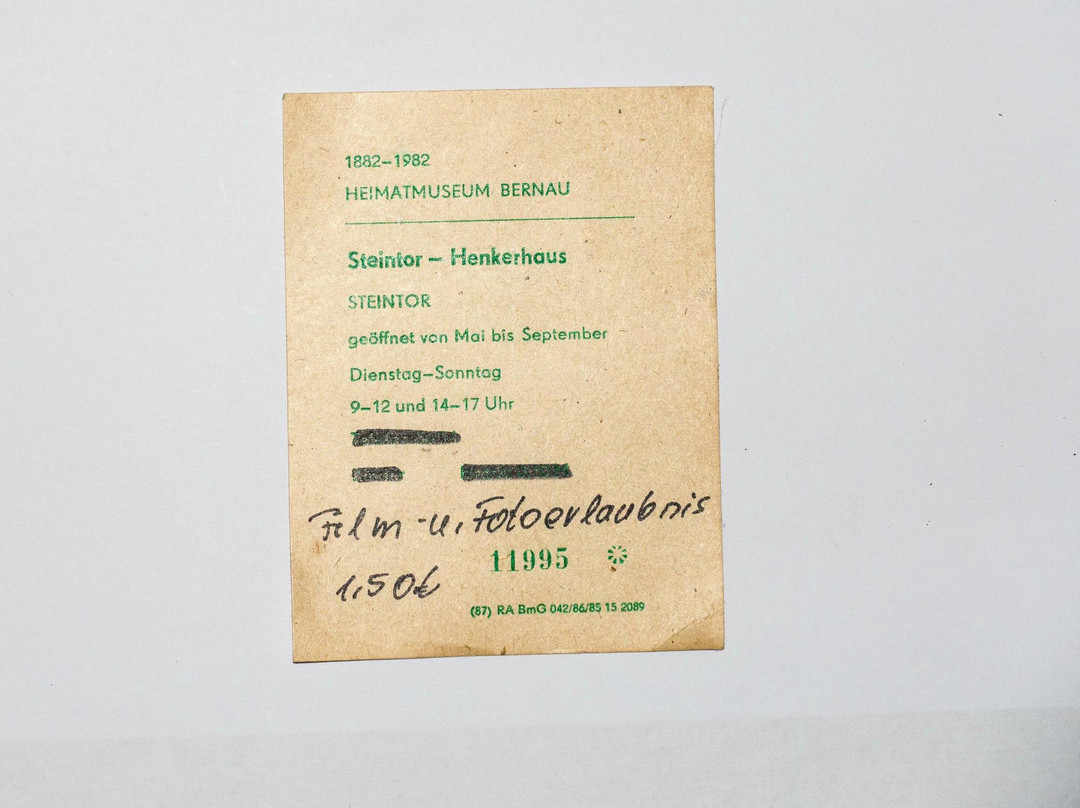 1882–1982
HEIMATMUSEUM BERNAU
Steintor – Henkerhaus
STEINTOR
geöffnet von Mai bis September
Dienstag–Sonntag
9–12 und 14–17 Uhr
Film-u. Fotoerlaubnis
11995
1,50€
(87) RA BmG 042/86/85 15 2089